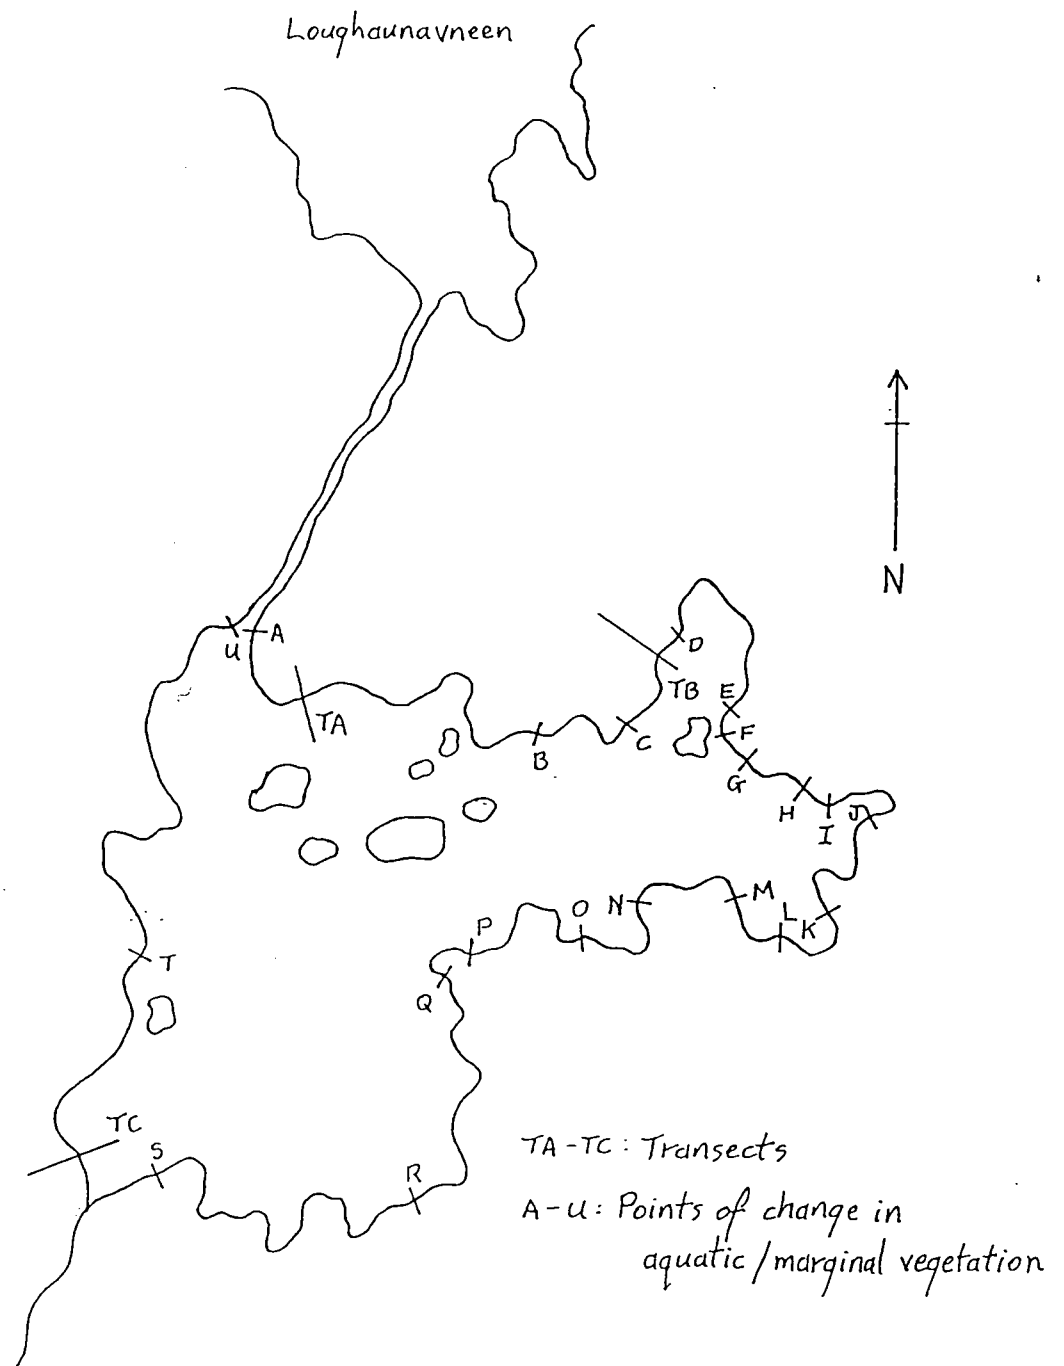 Loughaunavneen
N
U
A
TA
D
TB
E
F
C
B
G
H
I
J
M
L
K
N
O
P
Q
T
TC
S
R
TA-TC: Transects
A-U: Points of change in
aquatic/marginal vegetation